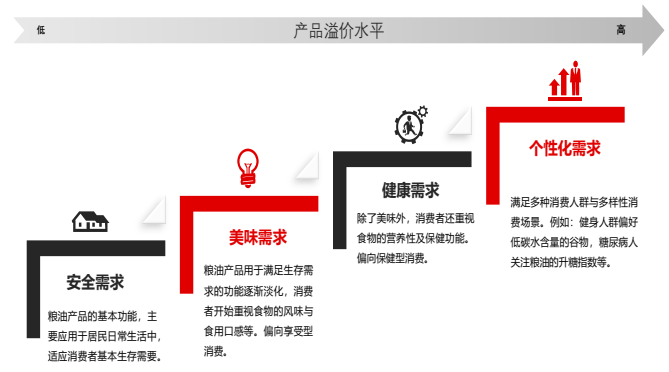 低
产品溢价水平
高
安全需求
粮油产品的基本功能，主
要应用于居民日常生活中，
适应消费者基本生存需要。
美味需求
粮油产品用于满足生存需
求的功能逐渐淡化，消费
者开始重视食物的风味与
食用口感等。偏向享受型
消费。
健康需求
除了美味外，消费者还重视
食物的营养性及保健功能。
偏向保健型消费。
个性化需求
满足多种消费人群与多样性消
费场景。例如：健身人群偏好
低碳水含量的谷物，糖尿病人
关注粮油的升糖指数等。